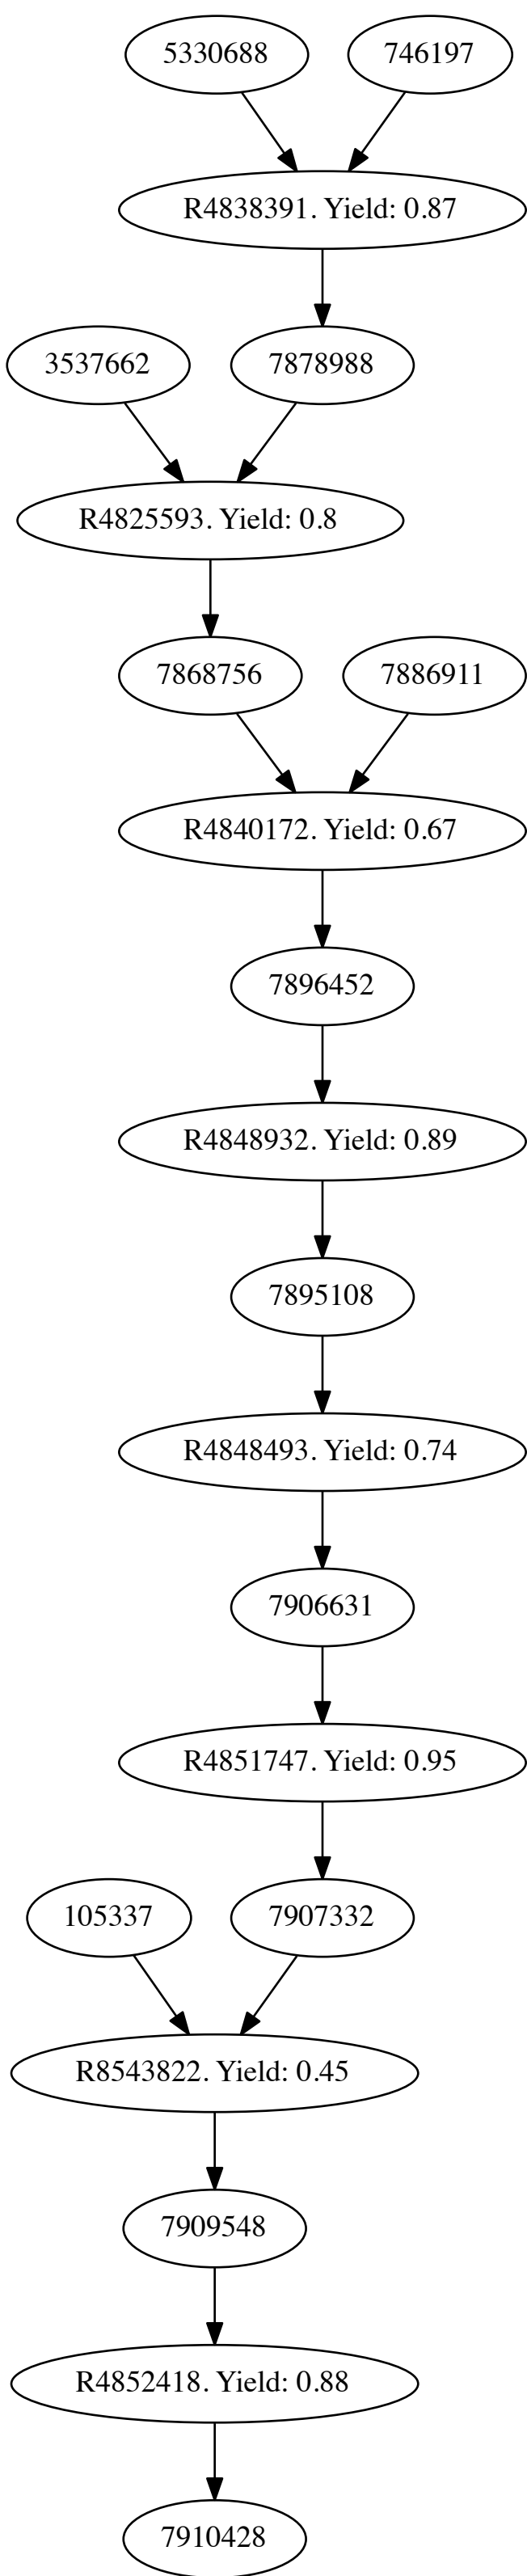 5330688 746197
R4838391. Yield: 0.87
3537662 7878988
R4825593. Yield: 0.8
7868756 7886911
R4840172. Yield: 0.67
7896452
R4848932. Yield: 0.89
7895108
R4848493. Yield: 0.74
7906631
R4851747. Yield: 0.95
105337 7907332
R8543822. Yield: 0.45
7909548
R4852418. Yield: 0.88
7910428